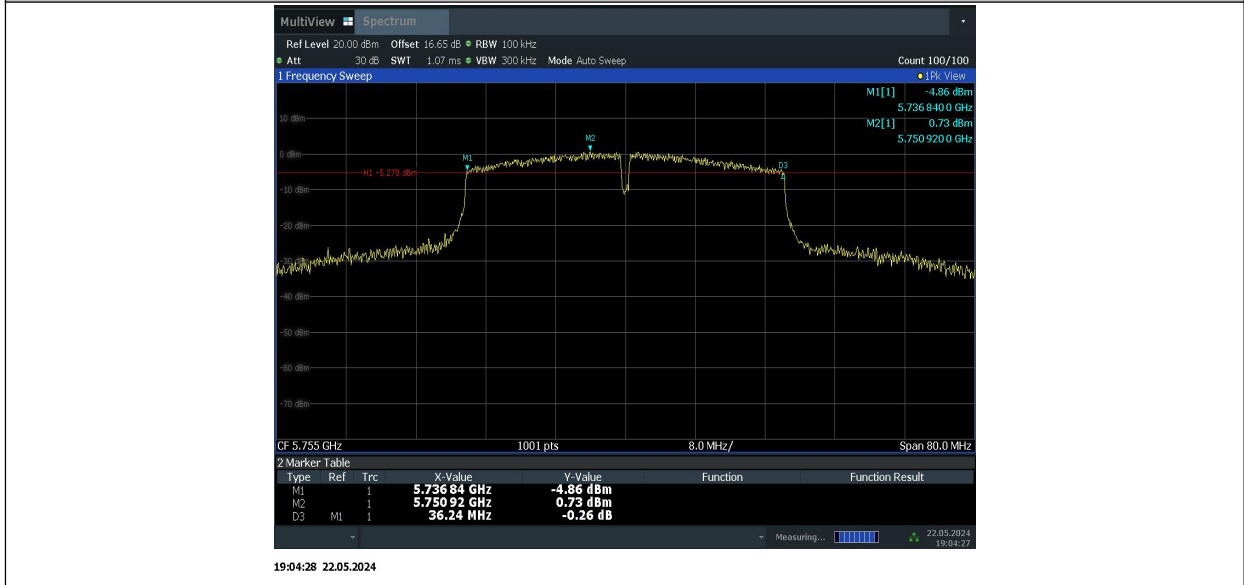 MultiView Spectrum
Ref Level 20.00 dBm Offset 16.65 dB RBW 100 kHz
Att 30 dB SWT 1.07 ms VBW 300 kHz Mode Auto Sweep Count 100/100
1 Frequency Sweep 1Pk View
M1[1] -4.86 dBm
5.736 840 0 GHz
10 dBm
M2[1] 0.73 dBm
5.750 920 0 GHz
M2
0 dBm
M1
D3
H1 -5.270 dBm
-10 dBm
-20 dBm
-30 dBm
-40 dBm
-50 dBm
-60 dBm
-70 dBm
CF 5.755 GHz 1001 pts 8.0 MHz/ Span 80.0 MHz
2 Marker Table
Type Ref Trc X-Value Y-Value Function Function Result
M1 1 5.736 84 GHz -4.86 dBm
M2 1 5.750 92 GHz 0.73 dBm
D3 M1 1 36.24 MHz -0.26 dB
Measuring... 22.05.2024
19:04:27
19:04:28 22.05.2024